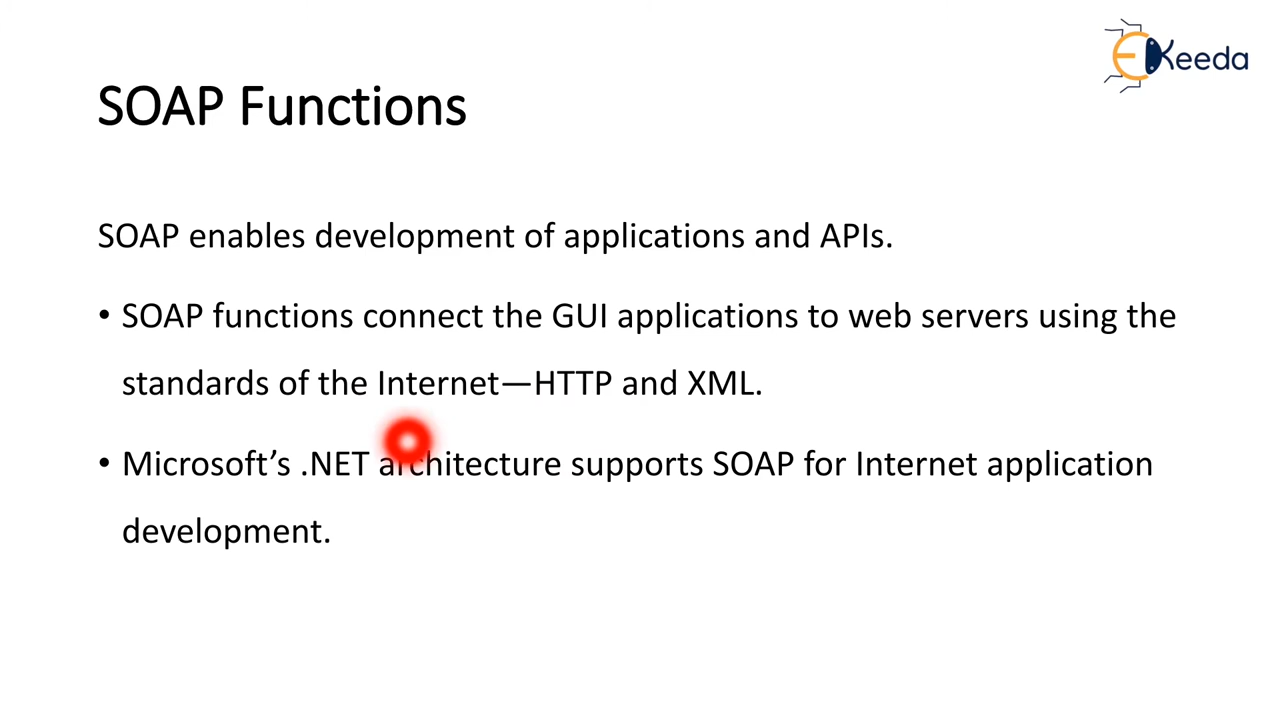 EKeeda
SOAP Functions
SOAP enables development of applications and APIs.
• SOAP functions connect the GUI applications to web servers using the
standards of the Internet—HTTP and XML.
• Microsoft’s .NET architecture supports SOAP for Internet application
development.